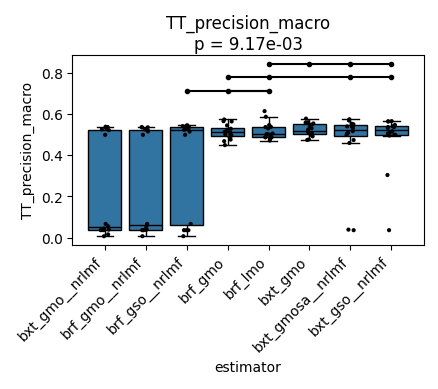 TT_precision_macro
p = 9.17e-03
TT_precision_macro
0.8
0.6
0.4
0.2
0.0
bxt_gmo__nrlmf
brf_gmo__nrlmf
brf_gso__nrlmf
brf_gmo
brf_lmo
bxt_gmo
bxt_gmosa__nrlmf
bxt_gso__nrlmf
estimator